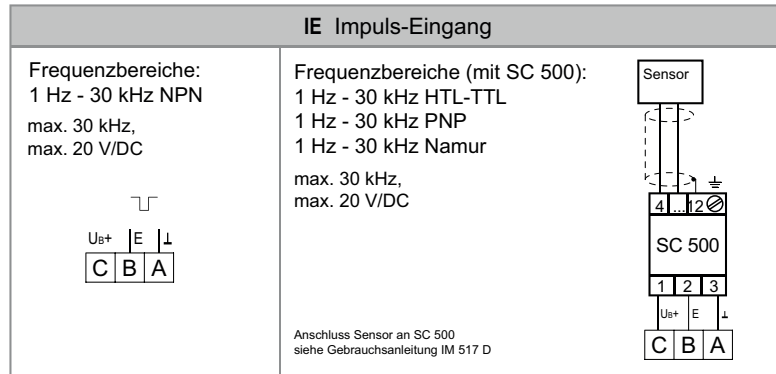 IE Impuls-Eingang
Frequenzbereiche:
1 Hz - 30 kHz NPN
max. 30 kHz,
max. 20 V/DC
UB+ E ⊥
C B A
Frequenzbereiche (mit SC 500):
1 Hz - 30 kHz HTL-TTL
1 Hz - 30 kHz PNP
1 Hz - 30 kHz Namur
max. 30 kHz,
max. 20 V/DC
Anschluss Sensor an SC 500
siehe Gebrauchsanleitung IM 517 D
Sensor
4 ...12
SC 500
1 2 3
UB+ E ⊥
C B A